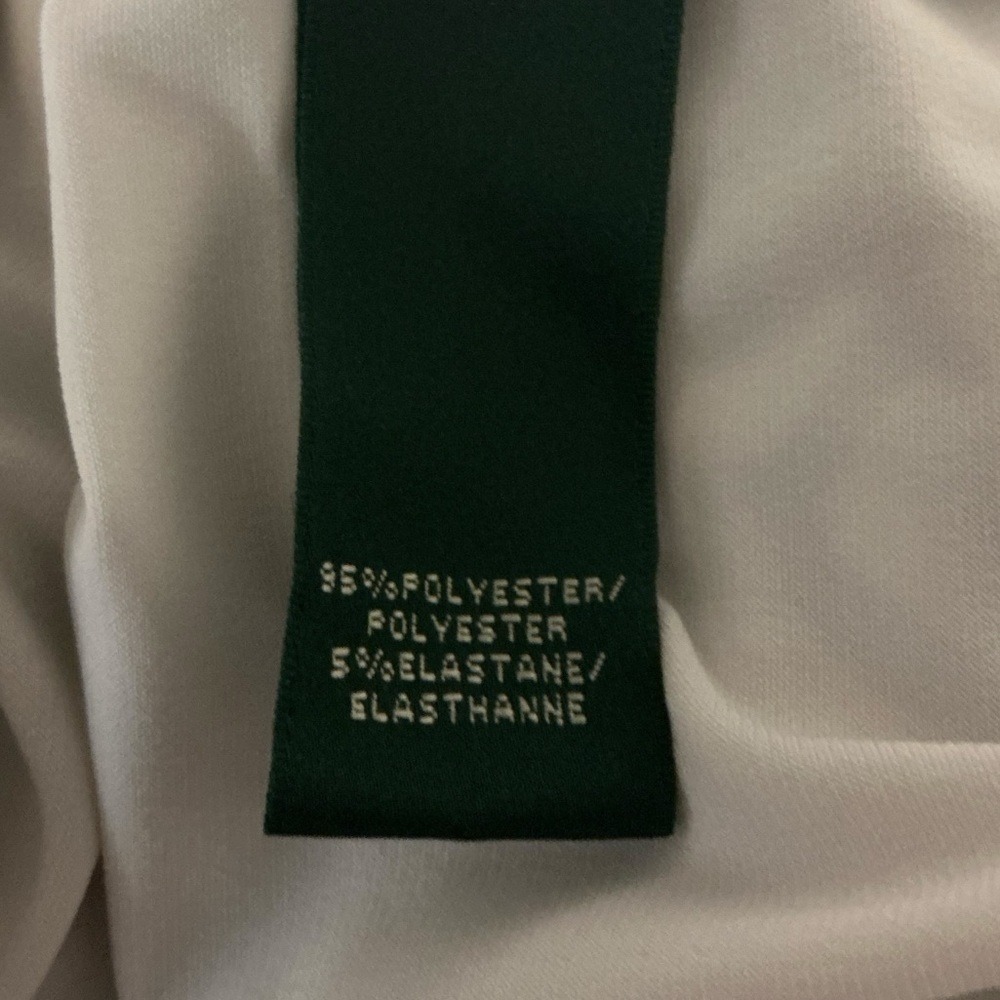 95%POLYESTER/
POLYESTER
5%ELASTANE/
ELASTHANNE